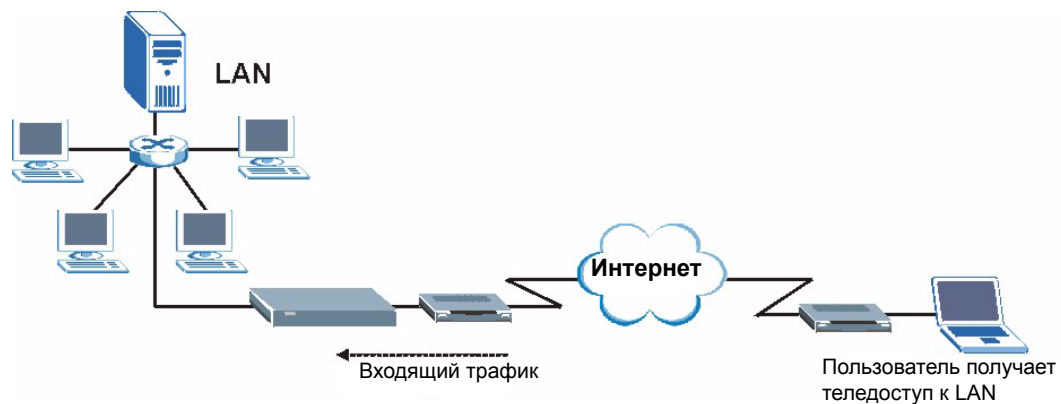 LAN
Интернет
Входящий трафик
Пользователь получает
теледоступ к LAN